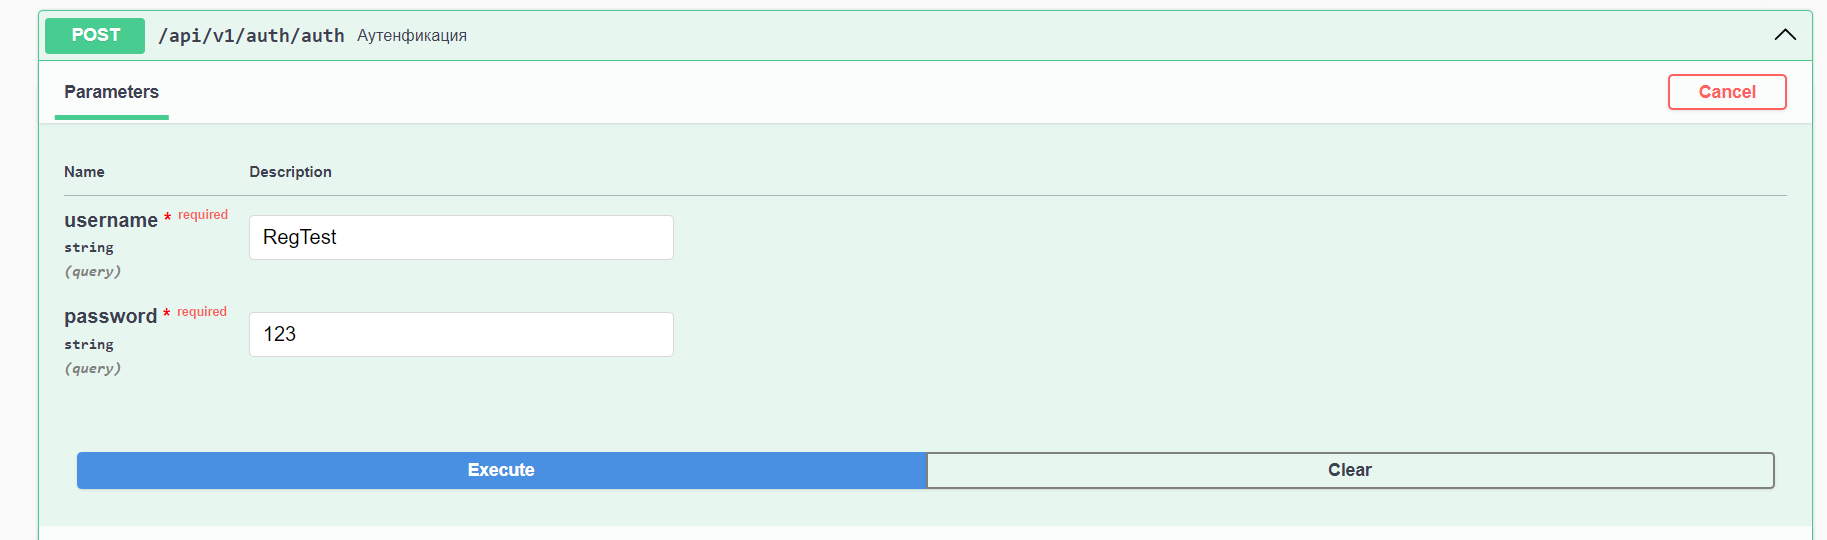 POST /api/v1/auth/auth Аутенфикация
Parameters
Cancel
Name Description
username * required
string
(query)
RegTest
password * required
string
(query)
123
Execute Clear